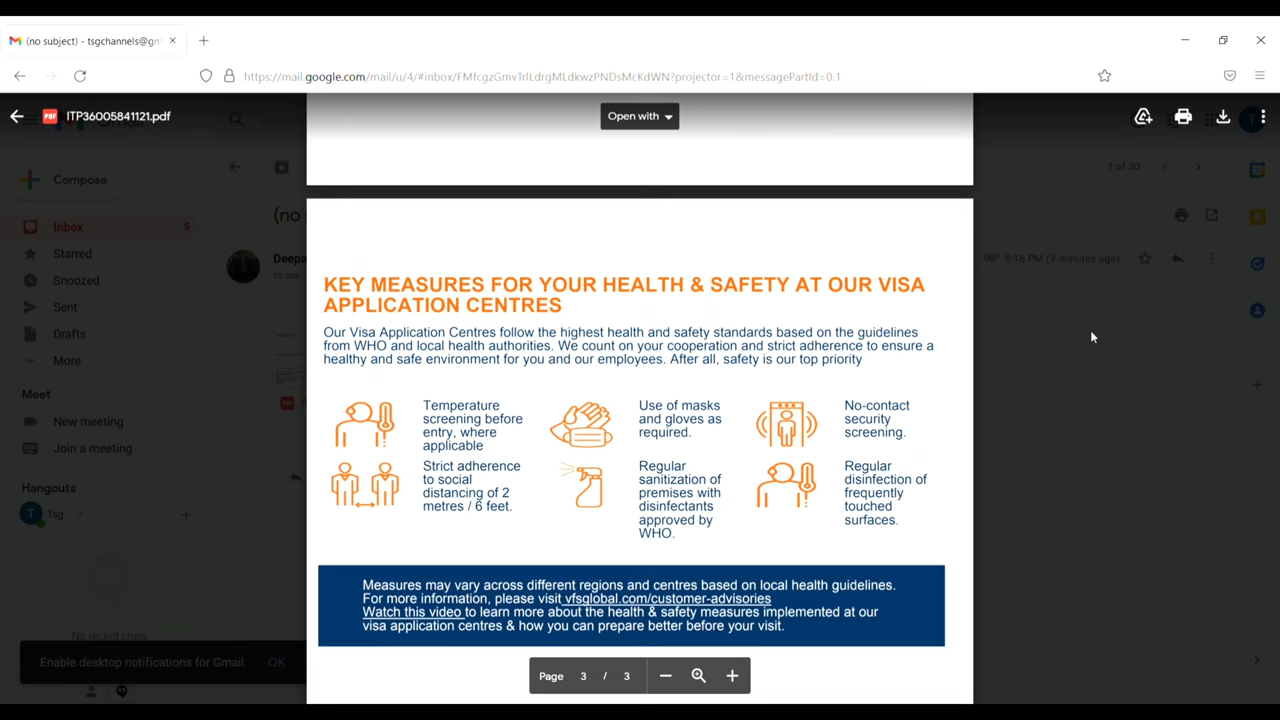 (no subject) - tsgchannels@gm
https://mail.google.com/mail/u/4/#inbox/FMfcgzGmvTrlLdrgMLdkwzPNDsMcKdWN?projector=1&messagePartId=0.1
PDF ITP36005841121.pdf
Open with
Compose
1 of 30
Inbox 5
(no
Starred
Deepa
8:16 PM (9 minutes ago)
to me
Snoozed
Sent
Drafts
More
Meet
New meeting
Join a meeting
Hangouts
T Tsg
No recent chats
Enable desktop notifications for Gmail. OK
KEY MEASURES FOR YOUR HEALTH & SAFETY AT OUR VISA
APPLICATION CENTRES
Our Visa Application Centres follow the highest health and safety standards based on the guidelines
from WHO and local health authorities. We count on your cooperation and strict adherence to ensure a
healthy and safe environment for you and our employees. After all, safety is our top priority
Temperature
screening before
entry, where
applicable
Use of masks
and gloves as
required.
No-contact
security
screening.
Strict adherence
to social
distancing of 2
metres / 6 feet.
Regular
sanitization of
premises with
disinfectants
approved by
WHO.
Regular
disinfection of
frequently
touched
surfaces.
Measures may vary across different regions and centres based on local health guidelines.
For more information, please visit vfsglobal.com/customer-advisories
Watch this video to learn more about the health & safety measures implemented at our
visa application centres & how you can prepare better before your visit.
Page 3 / 3